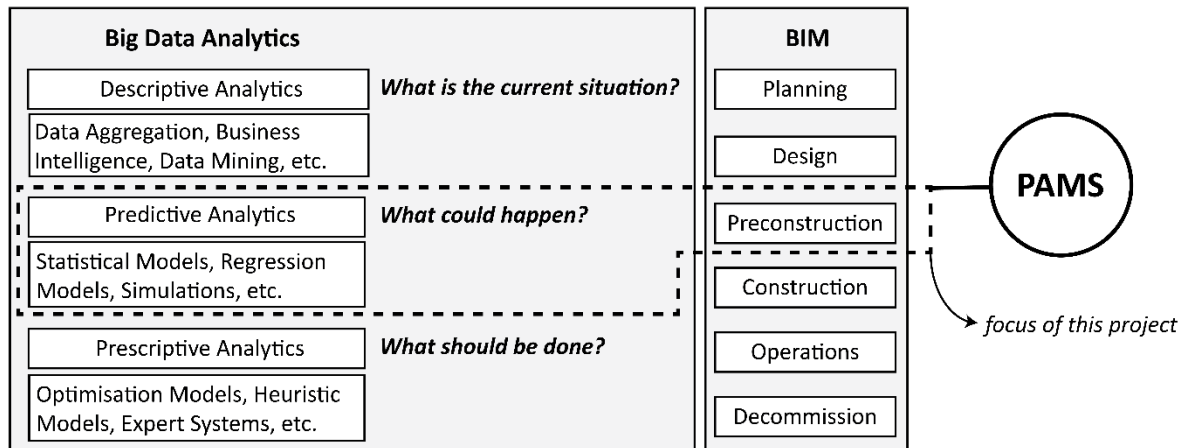 Big Data Analytics
Descriptive Analytics
What is the current situation?
Data Aggregation, Business
Intelligence, Data Mining, etc.
Predictive Analytics
What could happen?
Statistical Models, Regression
Models, Simulations, etc.
Prescriptive Analytics
What should be done?
Optimisation Models, Heuristic
Models, Expert Systems, etc.
BIM
Planning
Design
Preconstruction
Construction
Operations
Decommission
PAMS
focus of this project